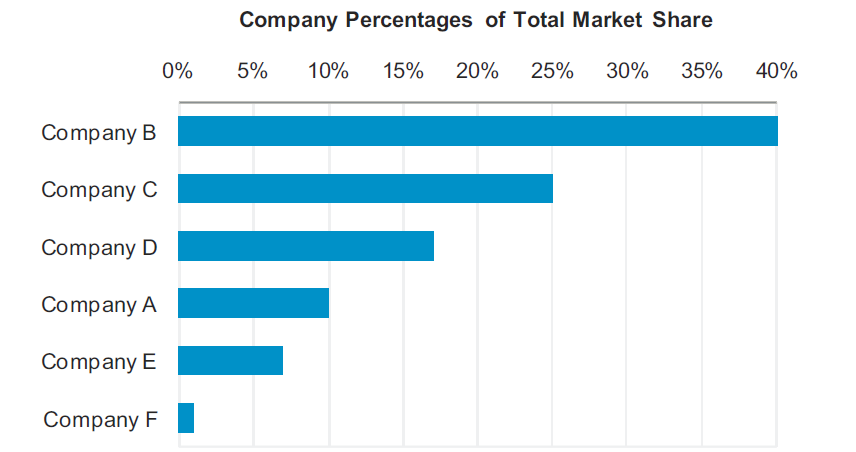 Company Percentages of Total Market Share
0% 5% 10% 15% 20% 25% 30% 35% 40%
Company B
Company C
Company D
Company A
Company E
Company F